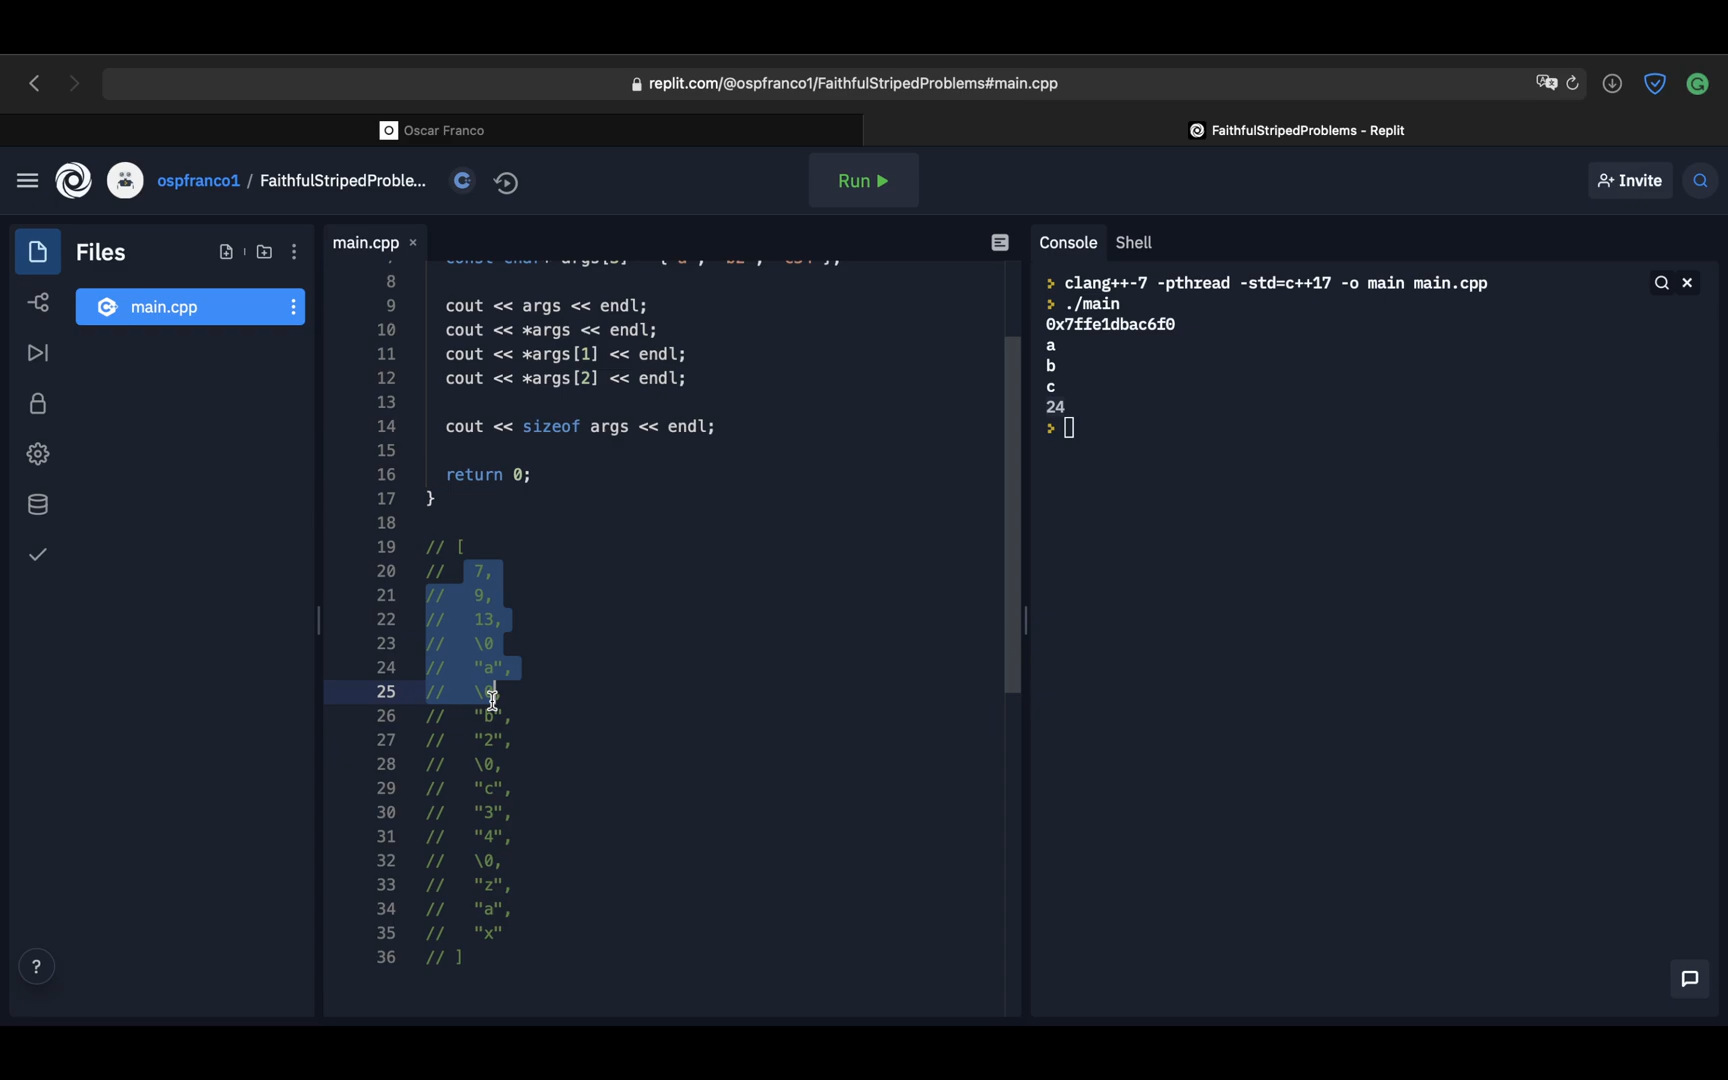 replit.com/@ospfranco1/FaithfulStripedProblems#main.cpp
Oscar Franco
FaithfulStripedProblems - Replit
ospfranco1 / FaithfulStripedProble...
Run
Invite
Files
main.cpp
main.cpp ×
8
9 cout << args << endl;
10 cout << *args << endl;
11 cout << *args[1] << endl;
12 cout << *args[2] << endl;
13
14 cout << sizeof args << endl;
15
16 return 0;
17 }
18
19 // [
20 // 7,
21 // 9,
22 // 13,
23 // \0
24 // "a",
25 // \0,
26 // "b",
27 // "2",
28 // \0,
29 // "c",
30 // "3",
31 // "4",
32 // \0,
33 // "z",
34 // "a",
35 // "x"
36 // ]
Console Shell
clang++-7 -pthread -std=c++17 -o main main.cpp
./main
0x7ffe1dbac6f0
a
b
c
24
?